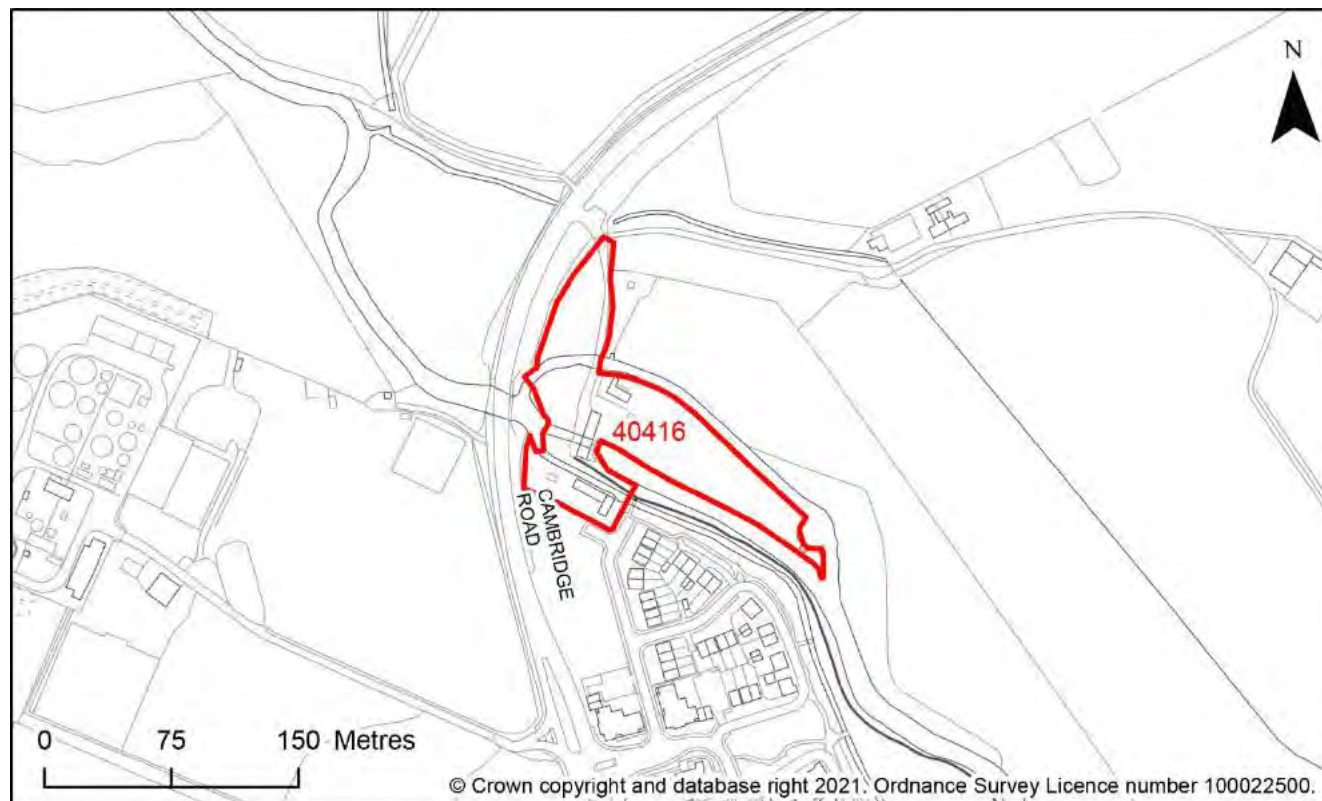 N
40416
CAMBRIDGE
ROAD
0 75 150 Metres
© Crown copyright and database right 2021. Ordnance Survey Licence number 100022500.